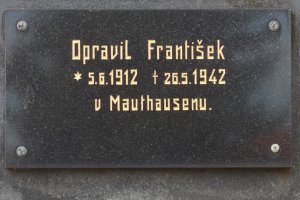 Opravil František
* 5.6.1912 † 26.5.1942
v Mauthausenu.